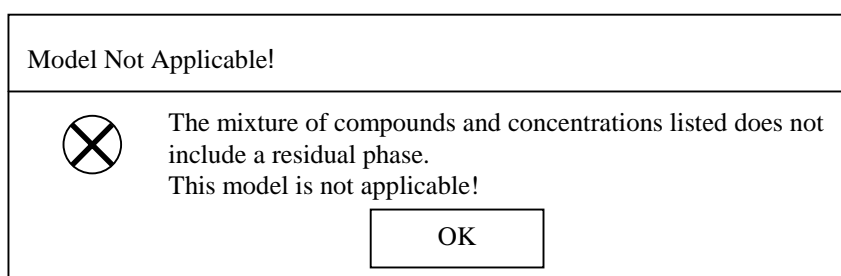 Model Not Applicable!
The mixture of compounds and concentrations listed does not
include a residual phase.
This model is not applicable!
OK